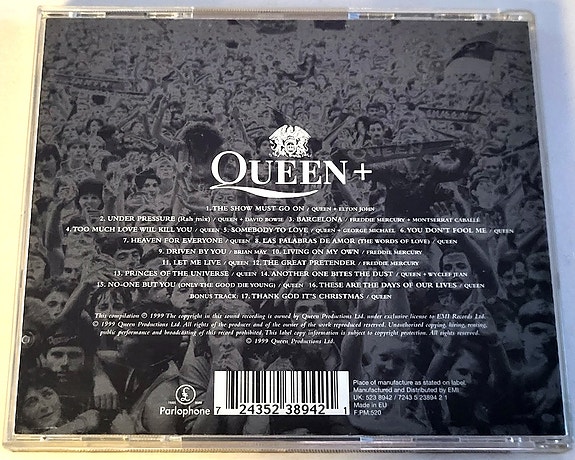 QUEEN+
1. THE SHOW MUST GO ON / QUEEN + ELTON JOHN
2. UNDER PRESSURE (Rah mix) / QUEEN + DAVID BOWIE 3. BARCELONA / FREDDIE MERCURY + MONTSERRAT CABALLÉ
4. TOO MUCH LOVE WILL KILL YOU / QUEEN 5. SOMEBODY TO LOVE / QUEEN + GEORGE MICHAEL 6. YOU DON'T FOOL ME / QUEEN
7. HEAVEN FOR EVERYONE / QUEEN 8. LAS PALABRAS DE AMOR (THE WORDS OF LOVE) / QUEEN
9. DRIVEN BY YOU / BRIAN MAY 10. LIVING ON MY OWN / FREDDIE MERCURY
11. LET ME LIVE / QUEEN 12. THE GREAT PRETENDER / FREDDIE MERCURY
13. PRINCES OF THE UNIVERSE / QUEEN 14. ANOTHER ONE BITES THE DUST / QUEEN + WYCLEF JEAN
15. NO-ONE BUT YOU (ONLY THE GOOD DIE YOUNG) / QUEEN 16. THESE ARE THE DAYS OF OUR LIVES / QUEEN
BONUS TRACK: 17. THANK GOD IT'S CHRISTMAS / QUEEN
This compilation ℗ 1999 The copyright in this sound recording is owned by Queen Productions Ltd. under exclusive license to EMI Records Ltd.
© 1999 Queen Productions Ltd. All rights of the producer and of the owner of the work reproduced reserved. Unauthorised copying, hiring, renting,
public performance and broadcasting of this record prohibited. This label copy information is subject to copyright protection. All rights reserved.
© 1999 Queen Productions Ltd.
Parlophone
7 24352 38942 1
Place of manufacture as stated on label.
Manufactured and Distributed by EMI.
UK: 523 8942 / 7243 5 23894 2 1
Made in EU
F.PM:520